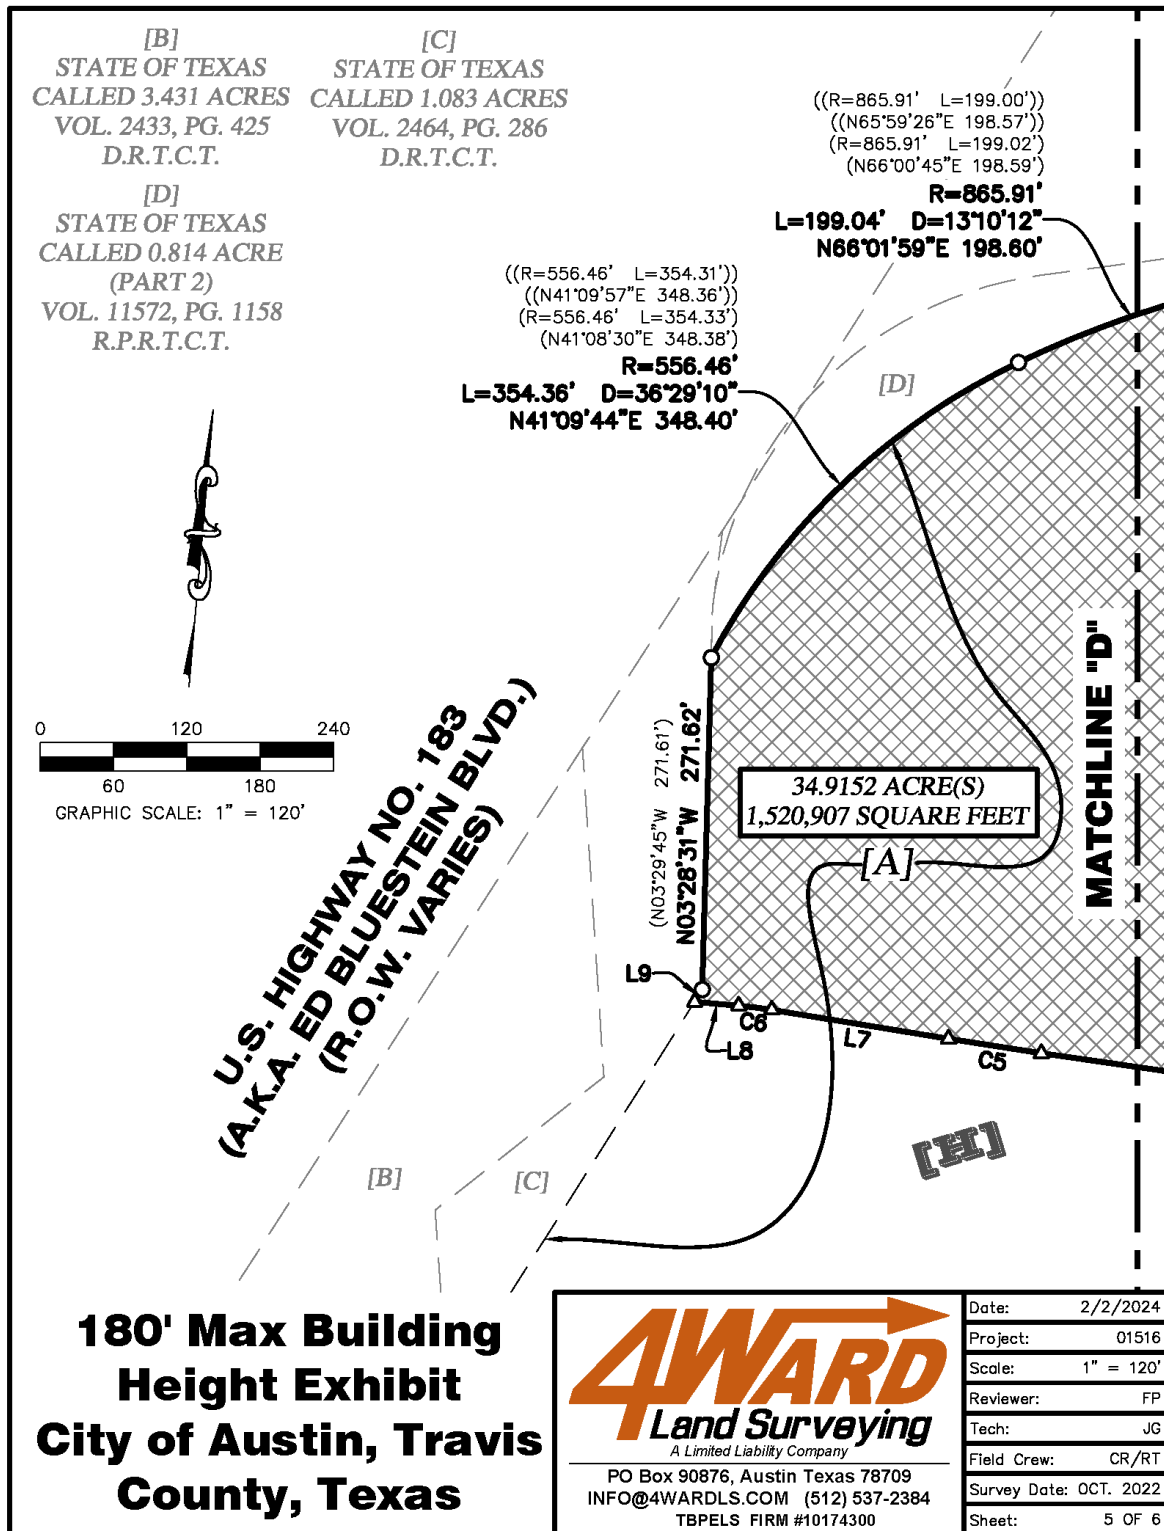 [B]
STATE OF TEXAS
CALLED 3.431 ACRES
VOL. 2433, PG. 425
D.R.T.C.T.
[C]
STATE OF TEXAS
CALLED 1.083 ACRES
VOL. 2464, PG. 286
D.R.T.C.T.
[D]
STATE OF TEXAS
CALLED 0.814 ACRE
(PART 2)
VOL. 11572, PG. 1158
R.P.R.T.C.T.
((R=865.91' L=199.00'))
((N65°59'26"E 198.57'))
(R=865.91' L=199.02')
(N66°00'45"E 198.59')
R=865.91'
L=199.04' D=13°10'12"
N66°01'59"E 198.60'
((R=556.46' L=354.31'))
((N41°09'57"E 348.36'))
(R=556.46' L=354.33')
(N41°08'30"E 348.38')
R=556.46'
L=354.36' D=36°29'10"
N41°09'44"E 348.40'
[D]
0 120 240
60 180
GRAPHIC SCALE: 1" = 120'
U.S. HIGHWAY NO. 183
(A.K.A. ED BLUESTEIN BLVD.)
(R.O.W. VARIES)
(N03°29'45"W 271.61')
N03°28'31"W 271.62'
34.9152 ACRE(S)
1,520,907 SQUARE FEET
[A]
MATCHLINE "D"
L9
C6
L8
L7
C5
[H]
[B]
[C]
180' Max Building
Height Exhibit
City of Austin, Travis
County, Texas
4WARD
Land Surveying
A Limited Liability Company
PO Box 90876, Austin Texas 78709
INFO@4WARDLS.COM (512) 537-2384
TBPELS FIRM #10174300
Date: 2/2/2024
Project: 01516
Scale: 1" = 120'
Reviewer: FP
Tech: JG
Field Crew: CR/RT
Survey Date: OCT. 2022
Sheet: 5 OF 6